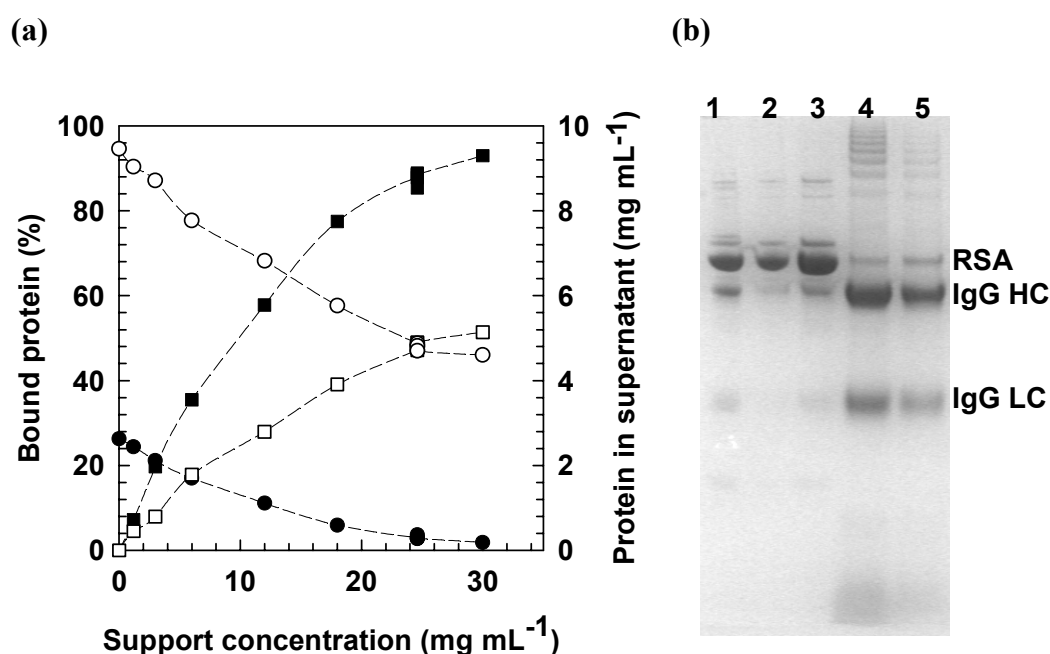 (a)
100
80
60
40
20
0
Bound protein (%)
10
8
6
4
2
0
Protein in supernatant (mg mL-1)
0 10 20 30
Support concentration (mg mL-1)
(b)
1 2 3 4 5
RSA
IgG HC
IgG LC